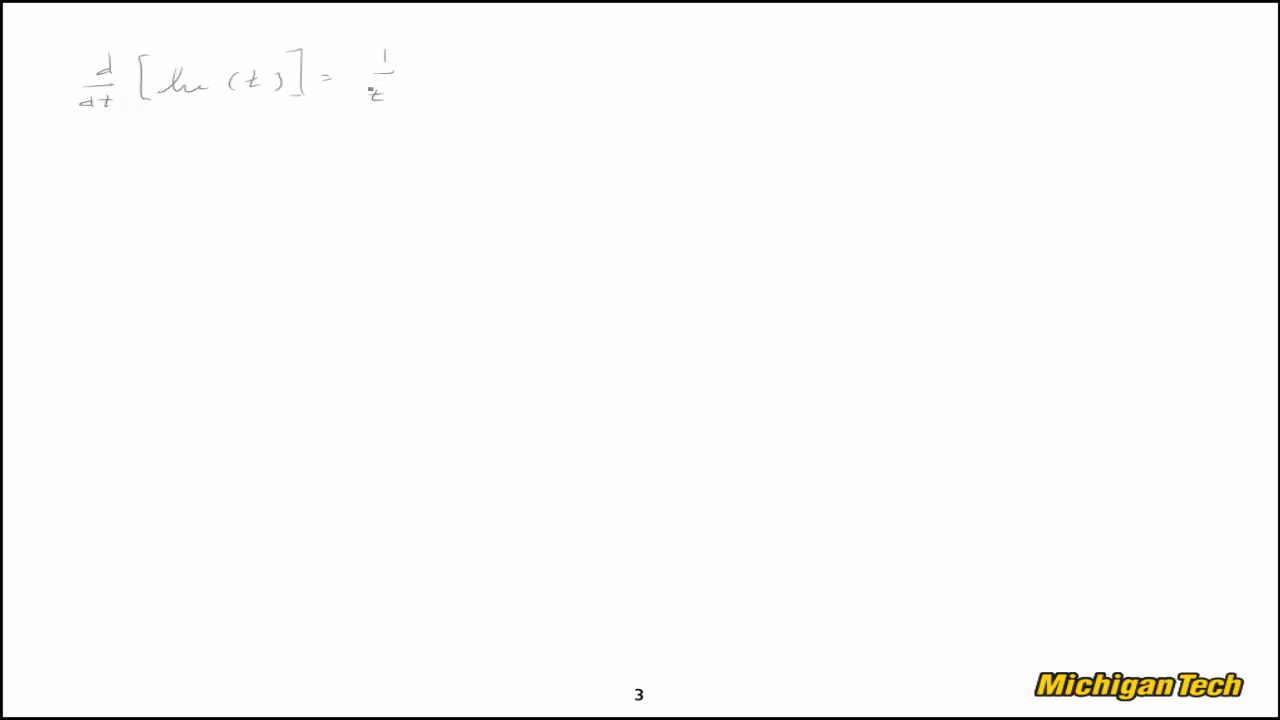 d/dt [ln (t)] = 1/t
3
Michigan Tech